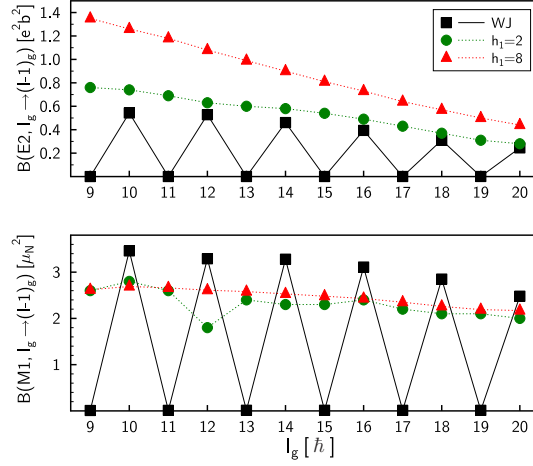 B(E2, I_g→(I-1)_g) [e²b²]
1.4
1.2
1.0
0.8
0.6
0.4
0.2
WJ
h₁=2
h₁=8
9 10 11 12 13 14 15 16 17 18 19 20
B(M1, I_g→(I-1)_g) [μ_N²]
3
2
1
9 10 11 12 13 14 15 16 17 18 19 20
I_g [ħ]